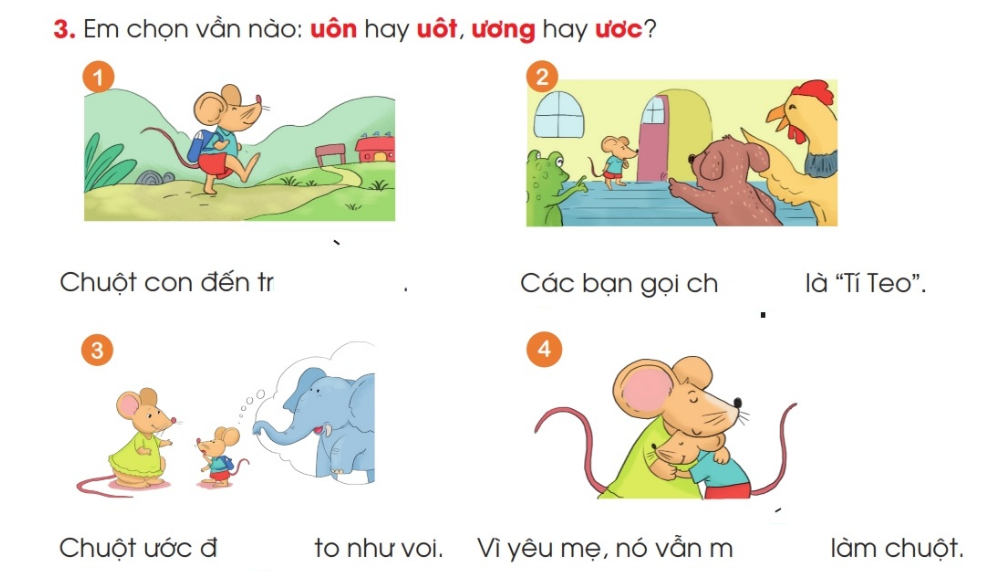 3. Em chọn vần nào: uôn hay uôt, ương hay ươc?
1
2
Chuột con đến tr .
Các bạn gọi ch là “Tí Teo”.
3
4
Chuột ước đ to như voi.
Vì yêu mẹ, nó vẫn m làm chuột.